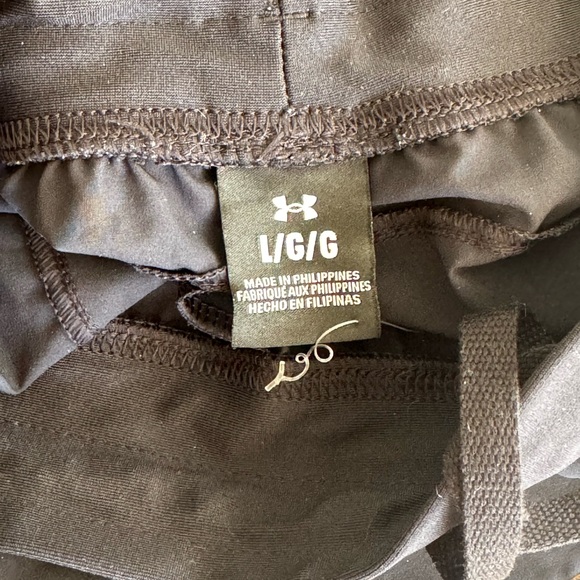 L/G/G
MADE IN PHILIPPINES
FABRIQUÉ AUX PHILIPPINES
HECHO EN FILIPINAS